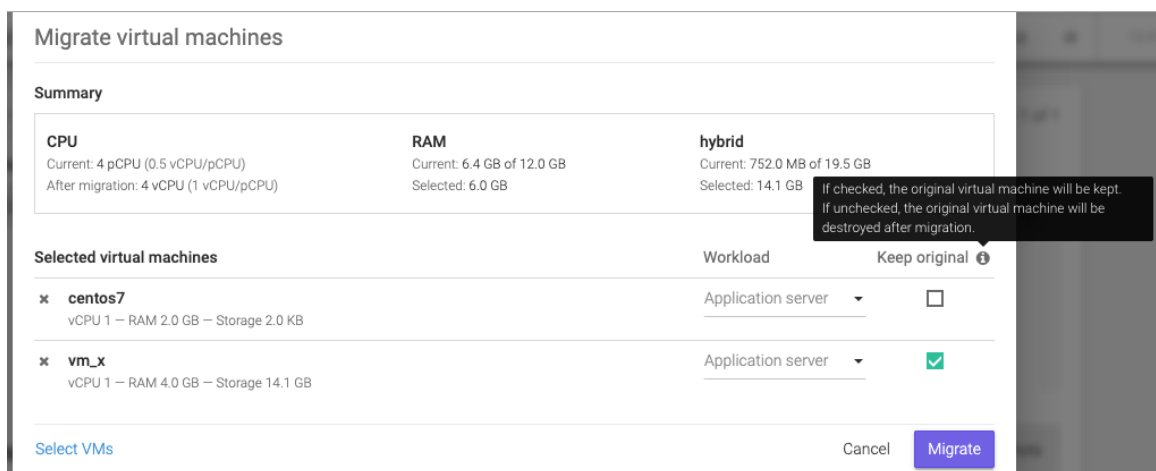 Migrate virtual machines
Summary
CPU
Current: 4 pCPU (0.5 vCPU/pCPU)
After migration: 4 vCPU (1 vCPU/pCPU)
RAM
Current: 6.4 GB of 12.0 GB
Selected: 6.0 GB
hybrid
Current: 752.0 MB of 19.5 GB
Selected: 14.1 GB
If checked, the original virtual machine will be kept.
If unchecked, the original virtual machine will be
destroyed after migration.
Selected virtual machines
Workload
Keep original
centos7
vCPU 1 — RAM 2.0 GB — Storage 2.0 KB
Application server
vm_x
vCPU 1 — RAM 4.0 GB — Storage 14.1 GB
Application server
Select VMs
Cancel
Migrate